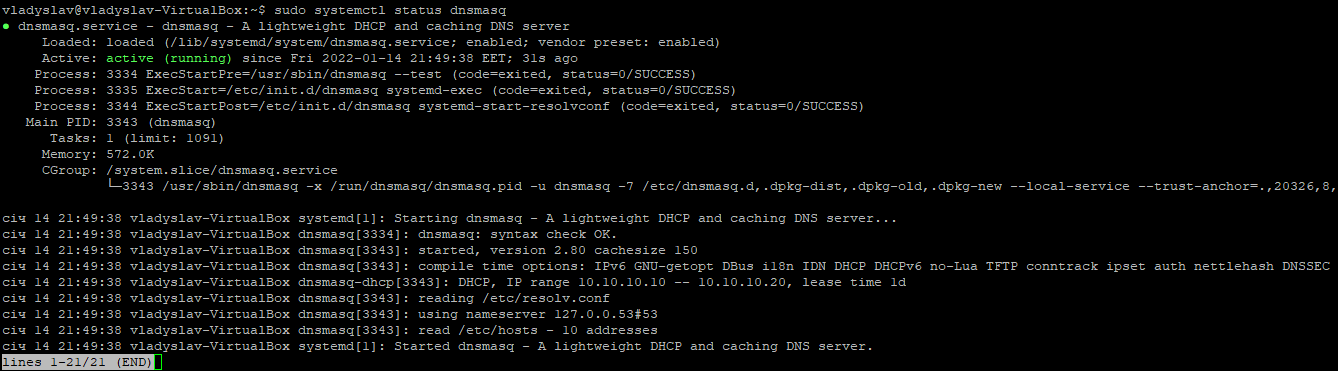 vladyslav@vladyslav-VirtualBox:~$ sudo systemctl status dnsmasq
● dnsmasq.service - dnsmasq - A lightweight DHCP and caching DNS server
Loaded: loaded (/lib/systemd/system/dnsmasq.service; enabled; vendor preset: enabled)
Active: active (running) since Fri 2022-01-14 21:49:38 EET; 31s ago
Process: 3334 ExecStartPre=/usr/sbin/dnsmasq --test (code=exited, status=0/SUCCESS)
Process: 3335 ExecStart=/etc/init.d/dnsmasq systemd-exec (code=exited, status=0/SUCCESS)
Process: 3344 ExecStartPost=/etc/init.d/dnsmasq systemd-start-resolvconf (code=exited, status=0/SUCCESS)
Main PID: 3343 (dnsmasq)
Tasks: 1 (limit: 1091)
Memory: 572.0K
CGroup: /system.slice/dnsmasq.service
└─3343 /usr/sbin/dnsmasq -x /run/dnsmasq/dnsmasq.pid -u dnsmasq -7 /etc/dnsmasq.d,.dpkg-dist,.dpkg-old,.dpkg-new --local-service --trust-anchor=.,20326,8,
січ 14 21:49:38 vladyslav-VirtualBox systemd[1]: Starting dnsmasq - A lightweight DHCP and caching DNS server...
січ 14 21:49:38 vladyslav-VirtualBox dnsmasq[3334]: dnsmasq: syntax check OK.
січ 14 21:49:38 vladyslav-VirtualBox dnsmasq[3343]: started, version 2.80 cachesize 150
січ 14 21:49:38 vladyslav-VirtualBox dnsmasq[3343]: compile time options: IPv6 GNU-getopt DBus i18n IDN DHCP DHCPv6 no-Lua TFTP conntrack ipset auth nettlehash DNSSEC
січ 14 21:49:38 vladyslav-VirtualBox dnsmasq-dhcp[3343]: DHCP, IP range 10.10.10.10 -- 10.10.10.20, lease time 1d
січ 14 21:49:38 vladyslav-VirtualBox dnsmasq[3343]: reading /etc/resolv.conf
січ 14 21:49:38 vladyslav-VirtualBox dnsmasq[3343]: using nameserver 127.0.0.53#53
січ 14 21:49:38 vladyslav-VirtualBox dnsmasq[3343]: read /etc/hosts - 10 addresses
січ 14 21:49:38 vladyslav-VirtualBox systemd[1]: Started dnsmasq - A lightweight DHCP and caching DNS server.
lines 1-21/21 (END)